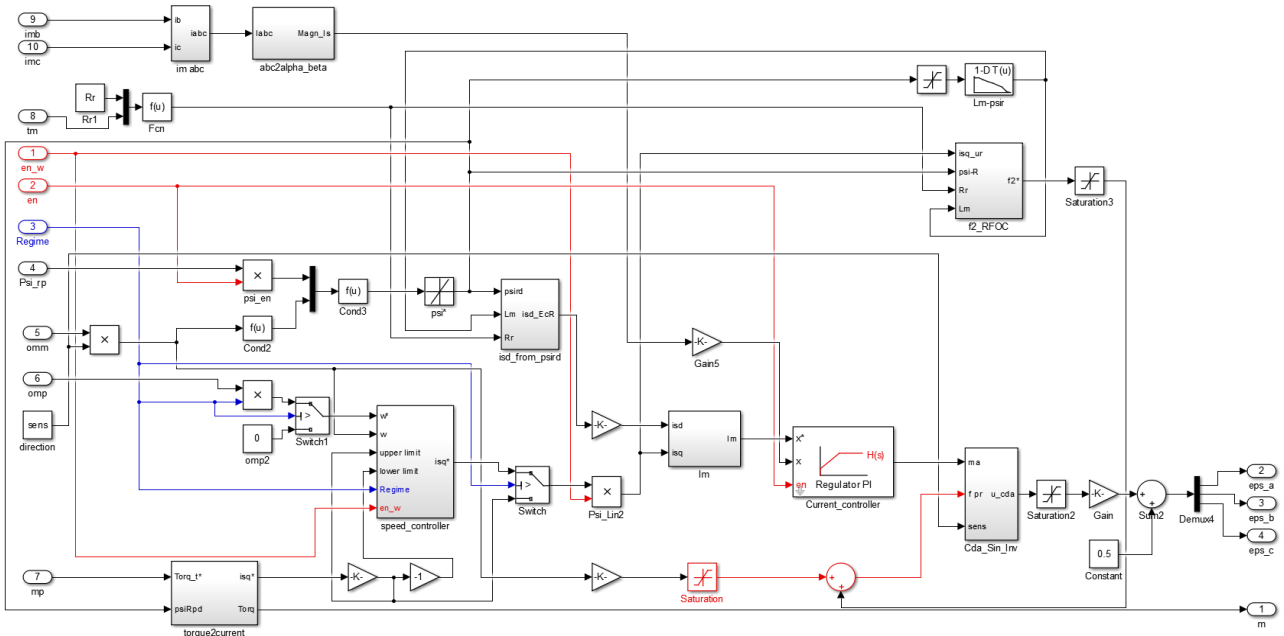 9
imb
10
imc
ib
ic
iabc
im abc
Iabc
Magn_Is
abc2alpha_beta
Rr
Rr1
8
tm
f(u)
Fcn
1-D T(u)
Lm-psir
1
en_w
2
en
3
Regime
4
Psi_rp
5
omm
6
omp
sens
direction
7
mp
isq_ur
psi-R
Rr
Lm
f2*
f2_RFOC
Saturation3
×
psi_en
f(u)
Cond3
psi*
×
f(u)
Cond2
psird
Lm
Rr
isd_EcR
isd_from_psird
-K-
Gain5
×
>
Switch1
0
omp2
w*
w
upper limit
lower limit
Regime
en_w
isq*
speed_controller
>
Switch
×
Psi_Lin2
-K-
isd
isq
Im
Im
x*
x
en
H(s)
Regulator PI
Current_controller
ma
f pr
sens
u_cda
Cda_Sin_Inv
Saturation2
-K-
Gain
+
+
Sum2
0.5
Constant
Demux4
2
eps_a
3
eps_b
4
eps_c
Torq_t*
psiRpd
isq*
Torq
torque2current
-K-
-1
-K-
Saturation
+
+
1
m